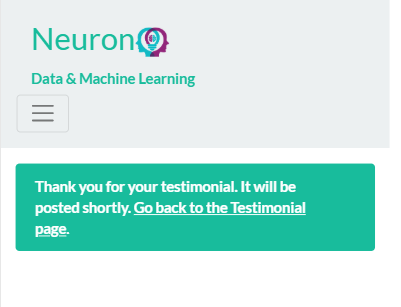 Neuron
Data & Machine Learning
Thank you for your testimonial. It will be
posted shortly. Go back to the Testimonial
page.